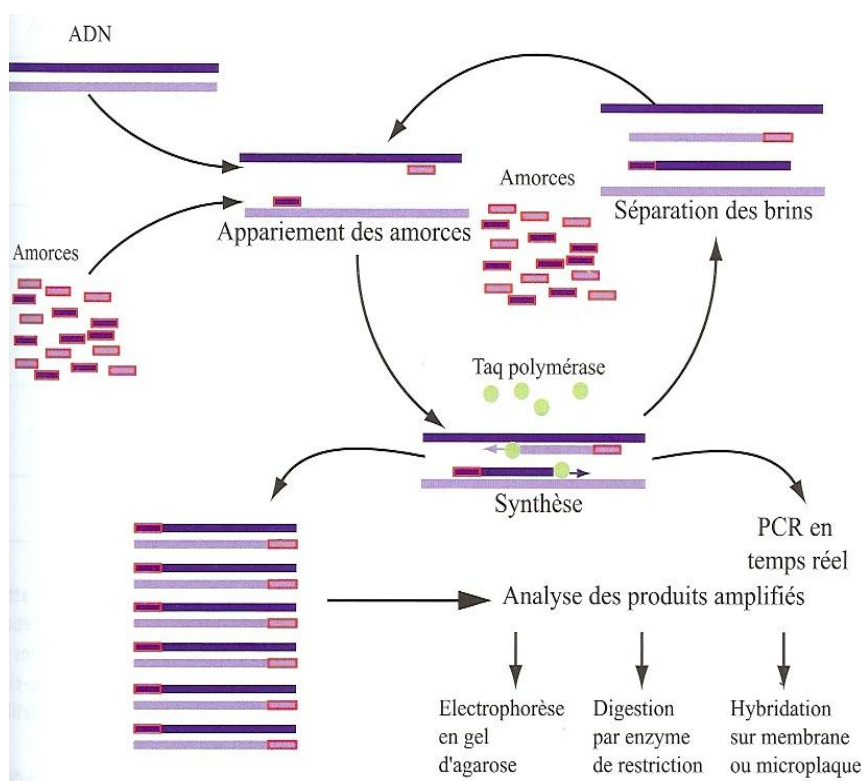 ADN
Amorces
Appariement des amorces
Amorces
Séparation des brins
Taq polymérase
Synthèse
PCR en
temps réel
Analyse des produits amplifiés
Electrophorèse
en gel
d'agarose
Digestion
par enzyme
de restriction
Hybridation
sur membrane
ou microplaque